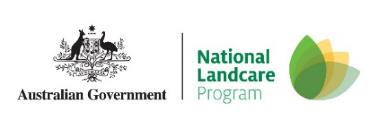 Australian Government
National
Landcare
Program